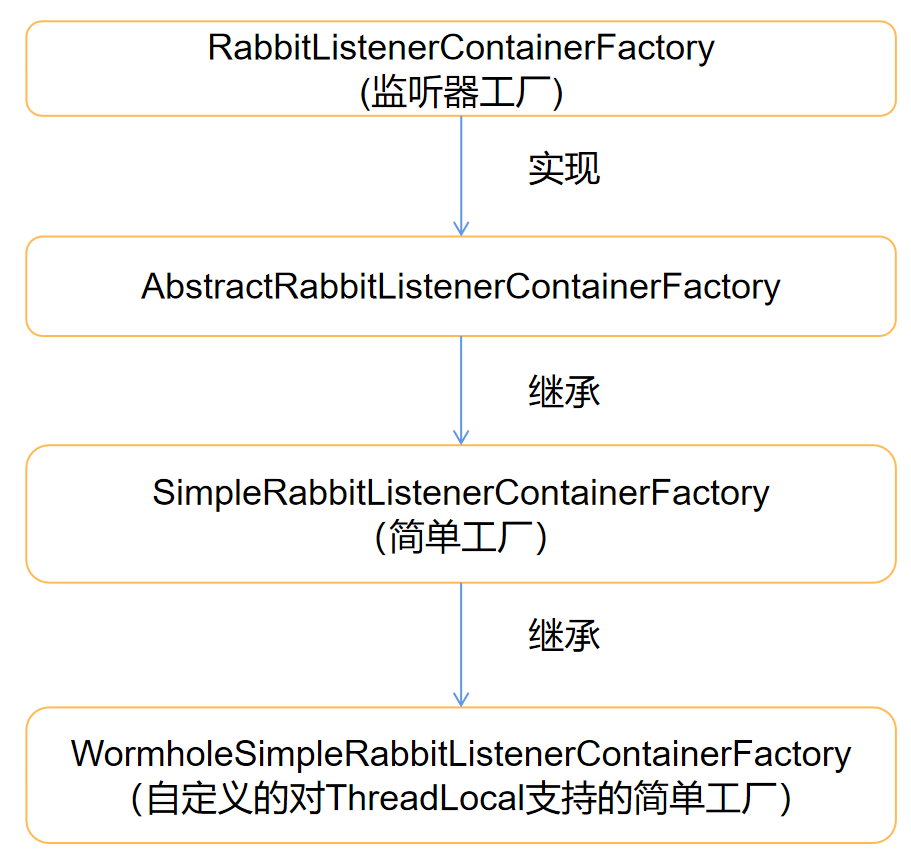 RabbitListenerContainerFactory
(监听器工厂)
实现
AbstractRabbitListenerContainerFactory
继承
SimpleRabbitListenerContainerFactory
（简单工厂）
继承
WormholeSimpleRabbitListenerContainerFactory
（自定义的对ThreadLocal支持的简单工厂）